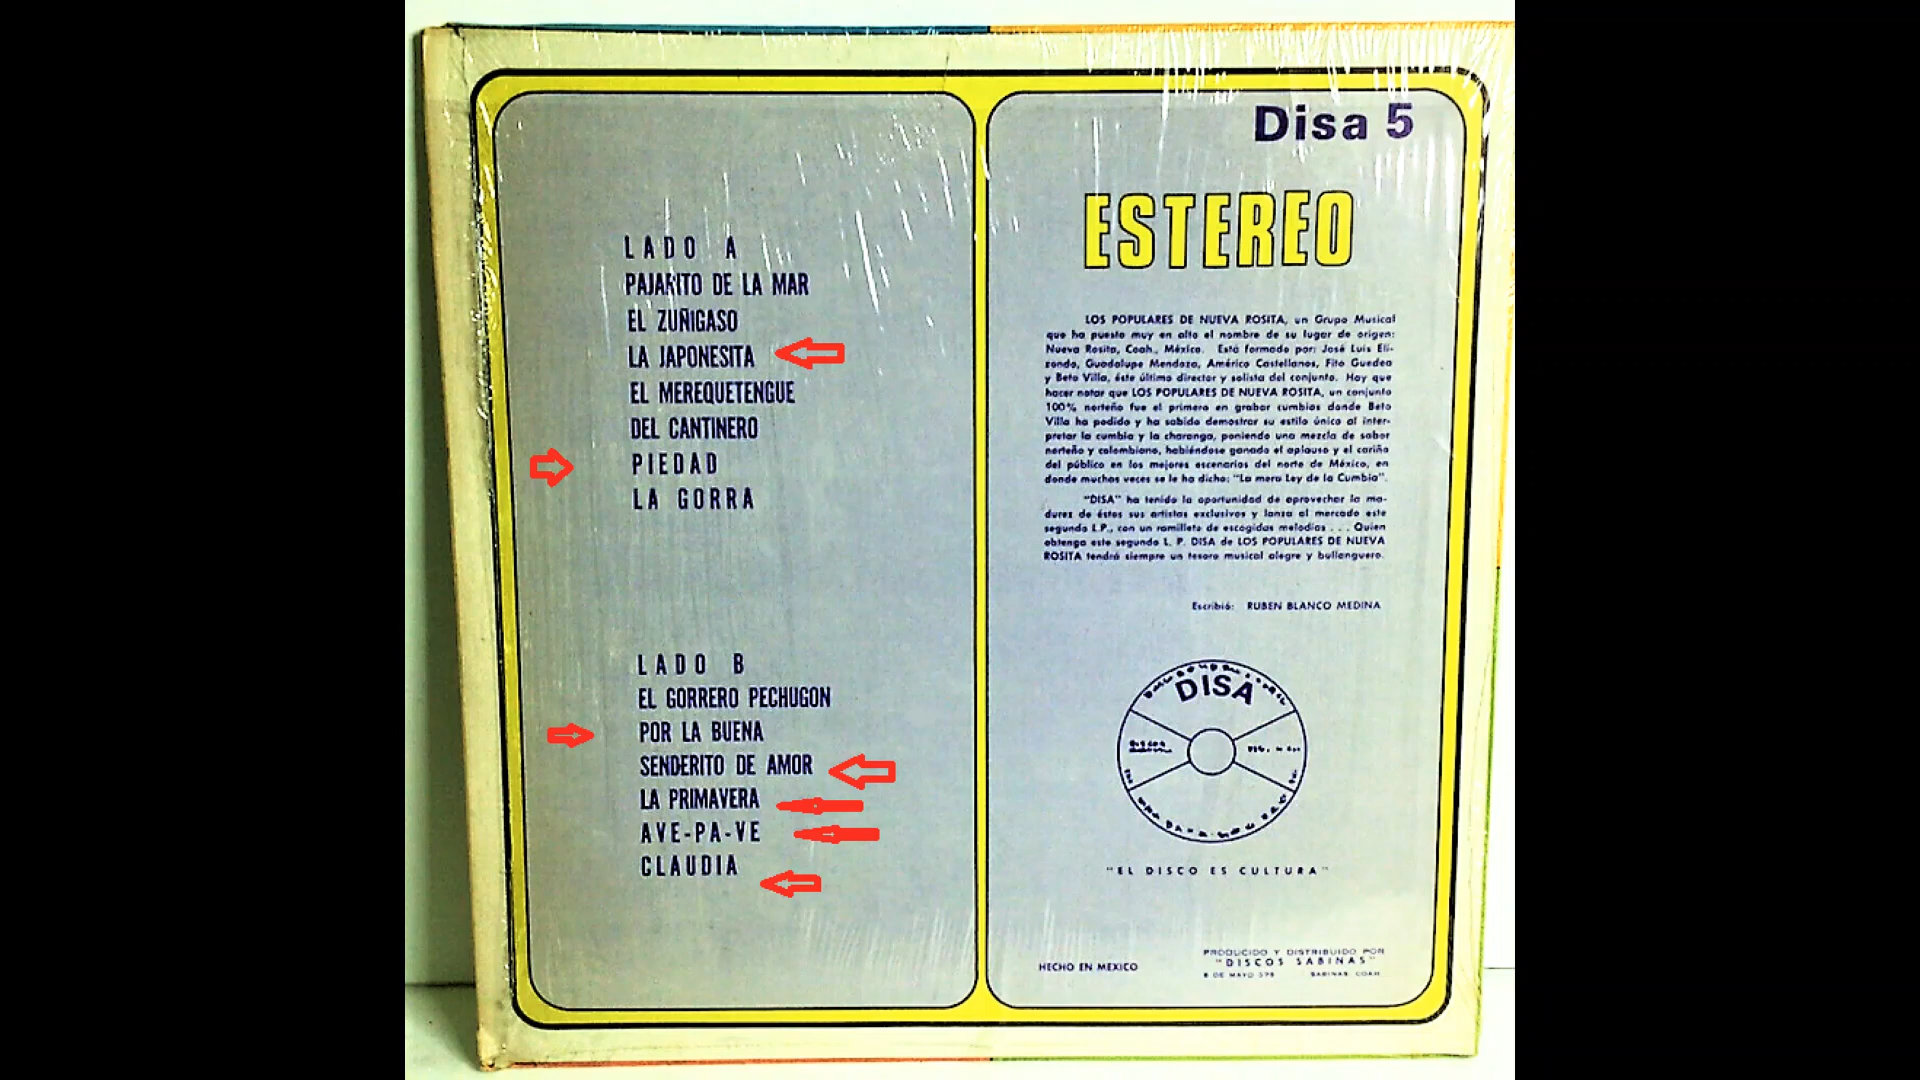 LADO A
PAJARITO DE LA MAR
EL ZUÑIGASO
LA JAPONESITA
EL MEREQUETENGUE
DEL CANTINERO
PIEDAD
LA GORRA
LADO B
EL GORRERO PECHUGON
POR LA BUENA
SENDERITO DE AMOR
LA PRIMAVERA
AVE-PA-VE
CLAUDIA
Disa 5
ESTEREO
LOS POPULARES DE NUEVA ROSITA, un Grupo Musical
que ha puesto muy en alto el nombre de su lugar de origen:
Nueva Rosita, Coah., México. Está formado por: José Luis Eli-
zondo, Guadalupe Mendoza, Américo Castellanos, Fito Guedea
y Beto Villa, éste último director y solista del conjunto. Hay que
hacer notar que LOS POPULARES DE NUEVA ROSITA, un conjunto
100% norteño fue el primero en grabar cumbias donde Beto
Villa ha podido y ha sabido demostrar su estilo único al inter-
pretar la cumbia y la charanga, poniendo una mezcla de sabor
norteño y colombiano, habiéndose ganado el aplauso y el cariño
del público en los mejores escenarios del norte de México, en
donde muchas veces se le ha dicho: "La mera Ley de la Cumbia".
"DISA" ha tenido la oportunidad de aprovechar la ma-
durez de éstos sus artistas exclusivos y lanza al mercado este
segundo L.P., con un ramillete de escogidas melodías . . . Quien
obtenga este segundo L. P. DISA de LOS POPULARES DE NUEVA
ROSITA tendrá siempre un tesoro musical alegre y bullanguero.
Escribió: RUBEN BLANCO MEDINA
DISA
"EL DISCO ES CULTURA"
HECHO EN MEXICO
PRODUCIDO Y DISTRIBUIDO POR
"DISCOS SABINAS"
DE MAYO SABINAS COAH.